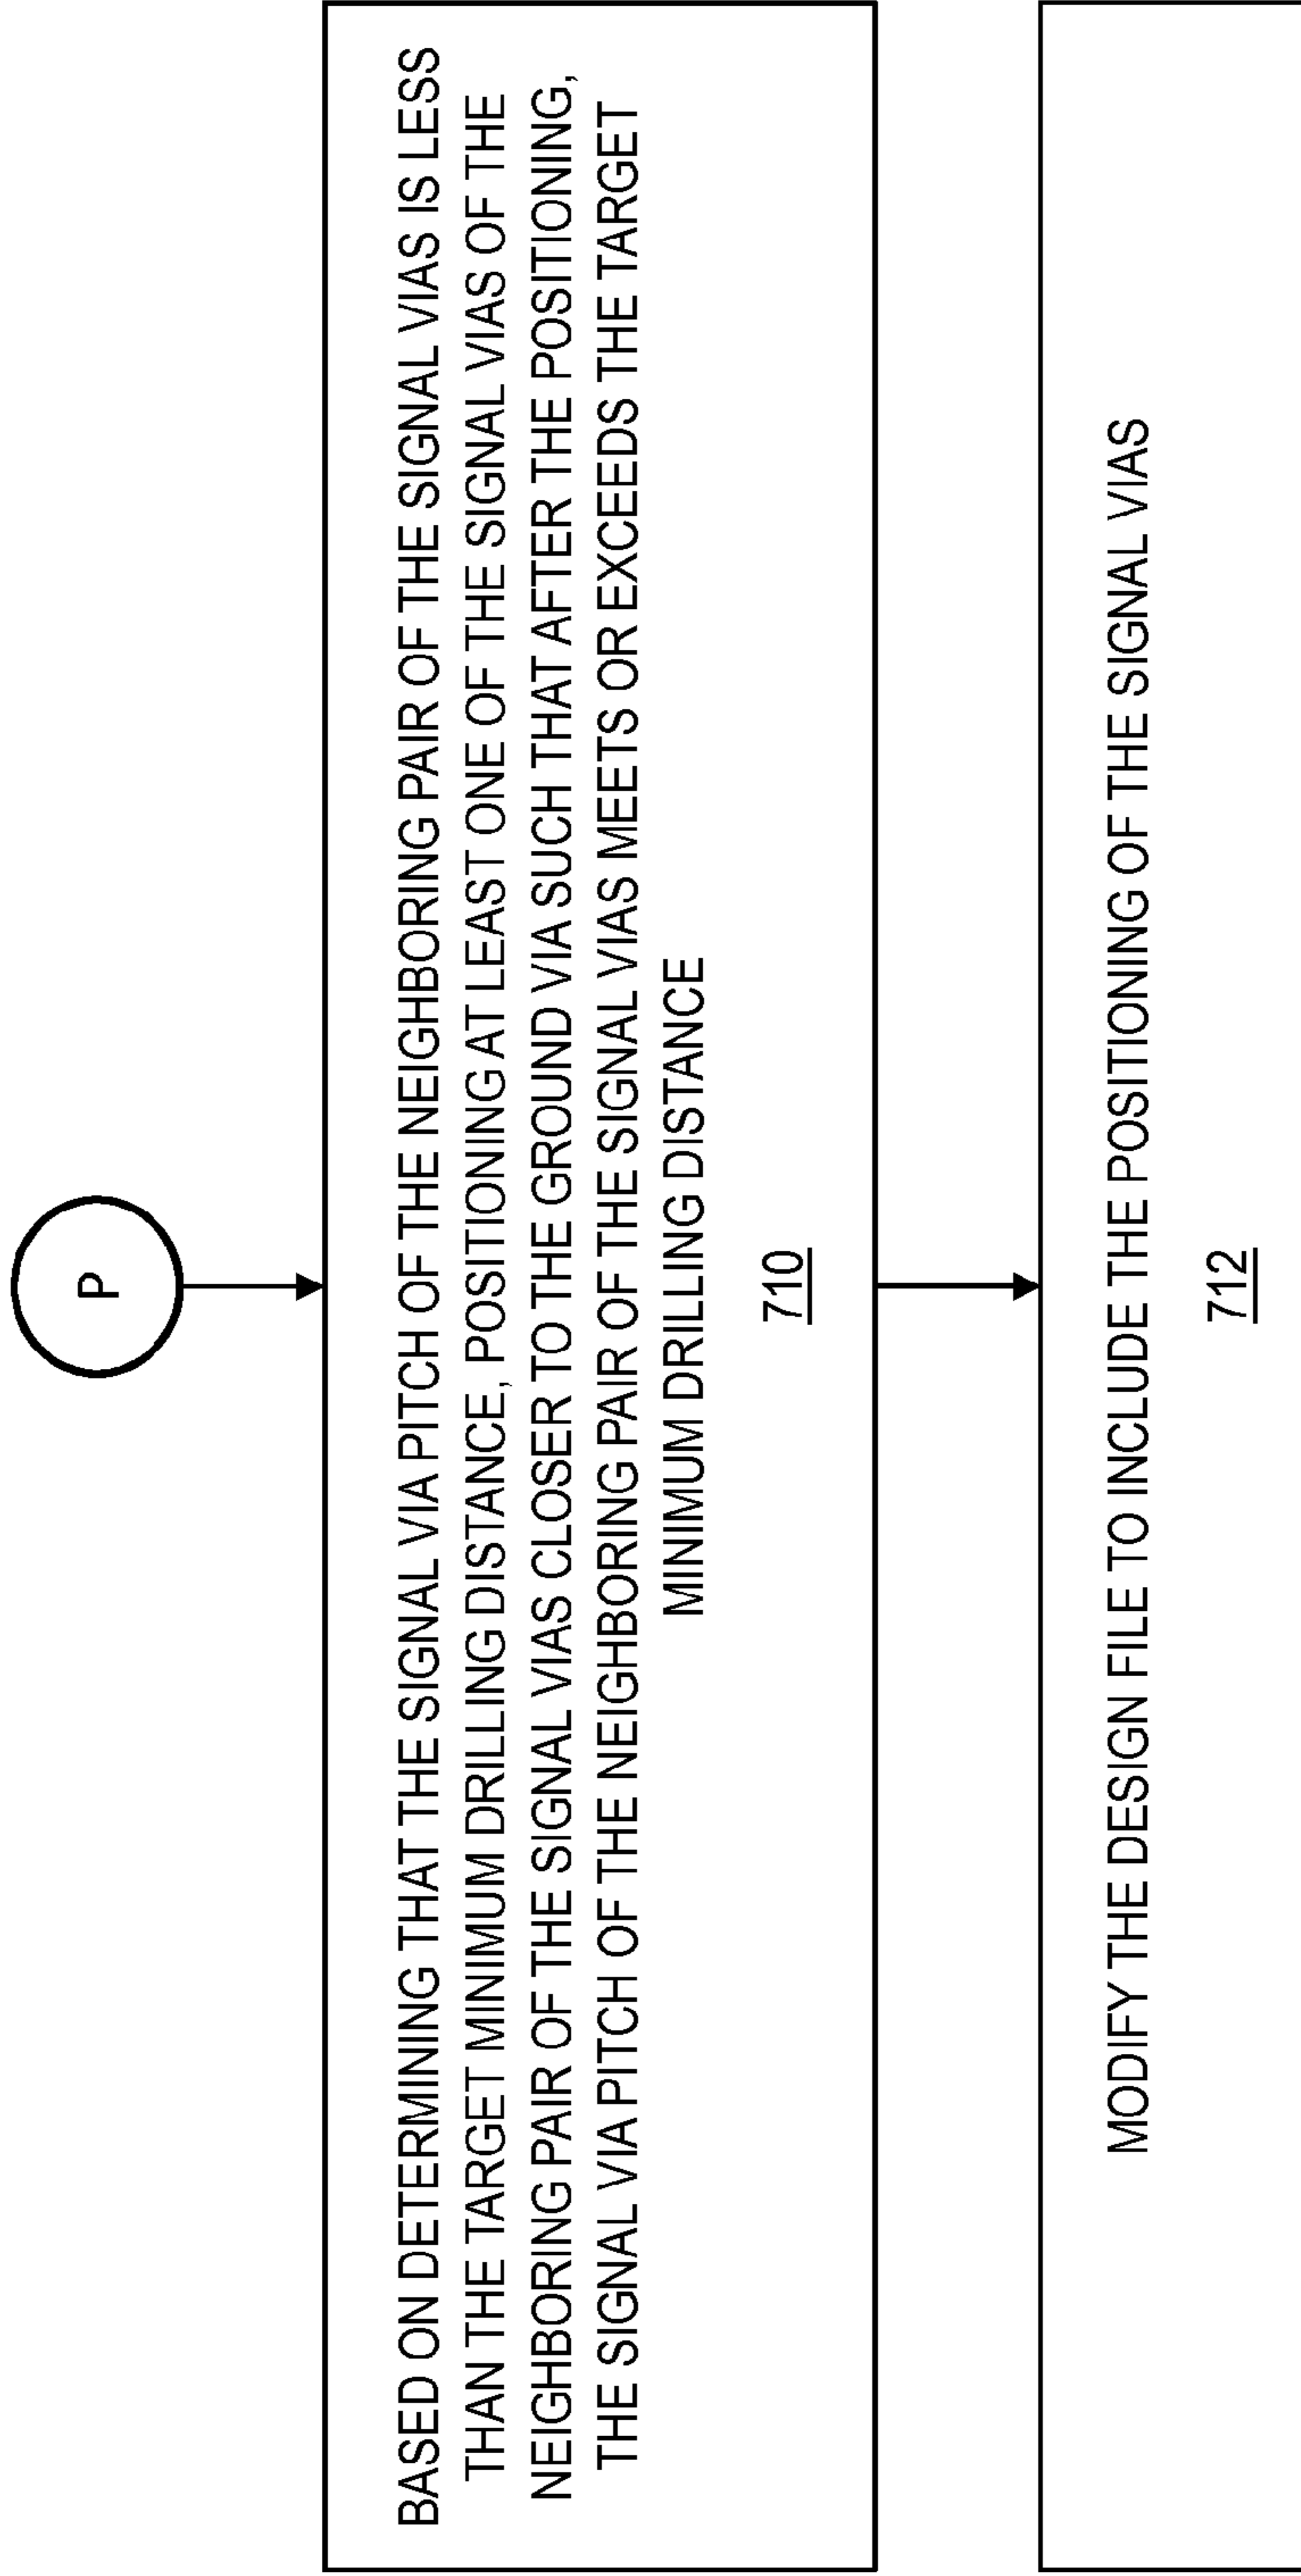 P
BASED ON DETERMINING THAT THE SIGNAL VIA PITCH OF THE NEIGHBORING PAIR OF THE SIGNAL VIAS IS LESS
THAN THE TARGET MINIMUM DRILLING DISTANCE, POSITIONING AT LEAST ONE OF THE SIGNAL VIAS OF THE
NEIGHBORING PAIR OF THE SIGNAL VIAS CLOSER TO THE GROUND VIA SUCH THAT AFTER THE POSITIONING,
THE SIGNAL VIA PITCH OF THE NEIGHBORING PAIR OF THE SIGNAL VIAS MEETS OR EXCEEDS THE TARGET
MINIMUM DRILLING DISTANCE
710
MODIFY THE DESIGN FILE TO INCLUDE THE POSITIONING OF THE SIGNAL VIAS
712